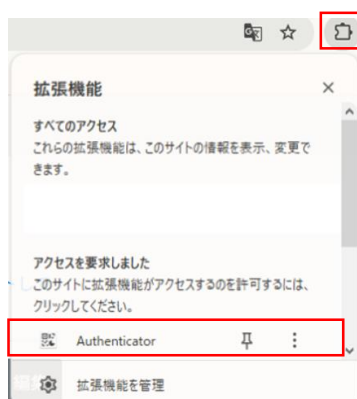 拡張機能
すべてのアクセス
これらの拡張機能は、このサイトの情報を表示、変更で
きます。
アクセスを要求しました
このサイトに拡張機能がアクセスするのを許可するには、
クリックしてください。
Authenticator
拡張機能を管理